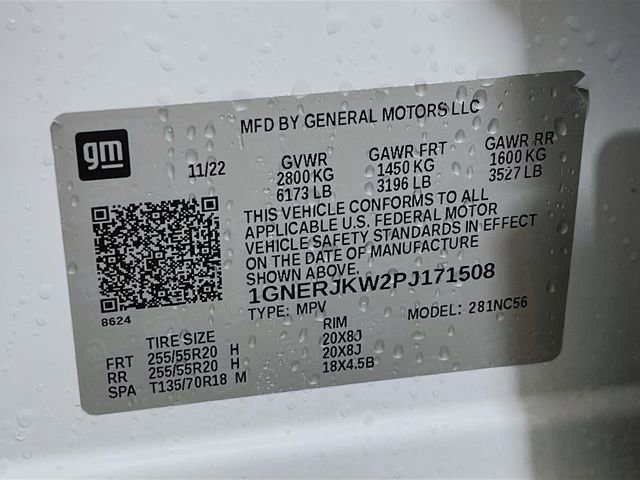 MFD BY GENERAL MOTORS LLC
gm
11/22
GVWR GAWR FRT GAWR RR
2800 KG 1450 KG 1600 KG
6173 LB 3196 LB 3527 LB
THIS VEHICLE CONFORMS TO ALL
APPLICABLE U.S. FEDERAL MOTOR
VEHICLE SAFETY STANDARDS IN EFFECT
ON THE DATE OF MANUFACTURE
SHOWN ABOVE.
1GNERJKW2PJ171508
TYPE: MPV MODEL: 281NC56
8624
TIRE SIZE RIM
FRT 255/55R20 H 20X8J
RR 255/55R20 H 20X8J
SPA T135/70R18 M 18X4.5B